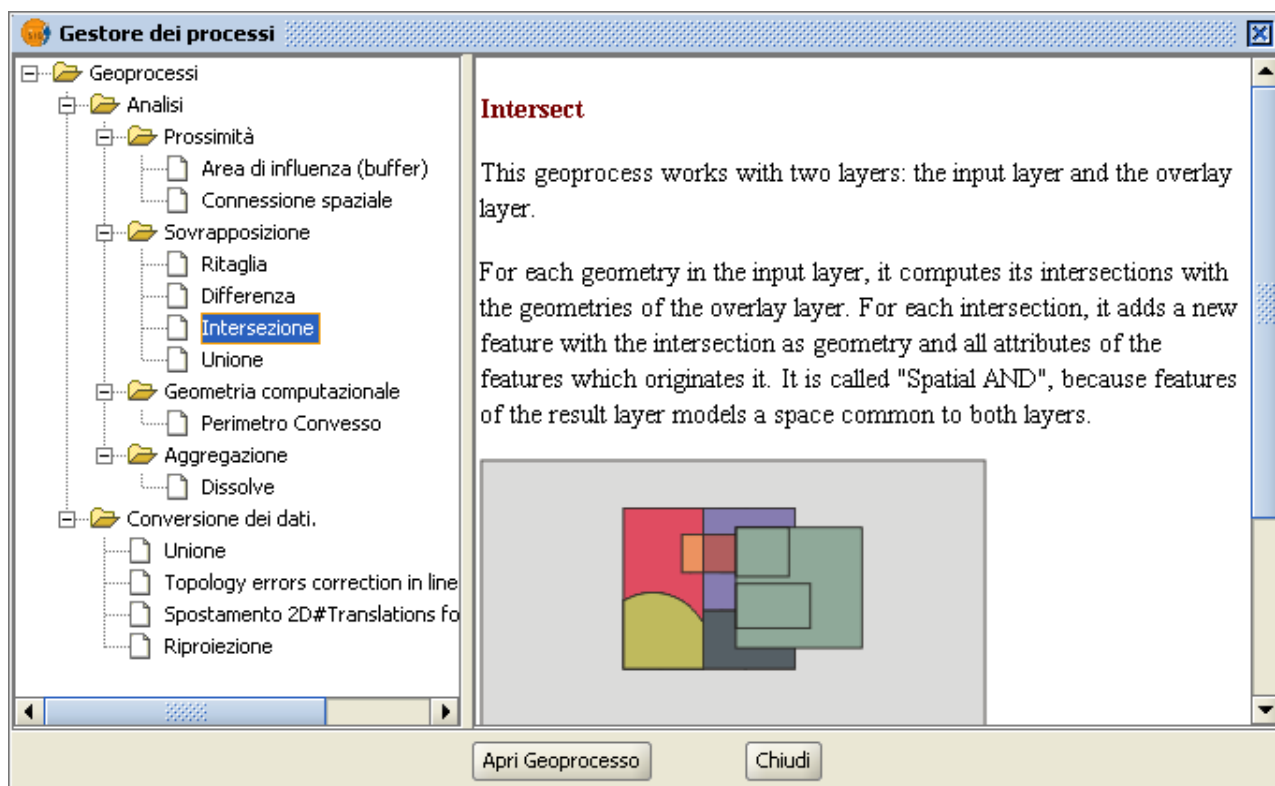 Gestore dei processi
Geoprocessi
Analisi
Prossimità
Area di influenza (buffer)
Connessione spaziale
Sovrapposizione
Ritaglia
Differenza
Intersezione
Unione
Geometria computazionale
Perimetro Convesso
Aggregazione
Dissolve
Conversione dei dati.
Unione
Topology errors correction in line
Spostamento 2D#Translations fo
Riproiezione
Intersect
This geoprocess works with two layers: the input layer and the overlay
layer.
For each geometry in the input layer, it computes its intersections with
the geometries of the overlay layer. For each intersection, it adds a new
feature with the intersection as geometry and all attributes of the
features which originates it. It is called "Spatial AND", because features
of the result layer models a space common to both layers.
Apri Geoprocesso
Chiudi